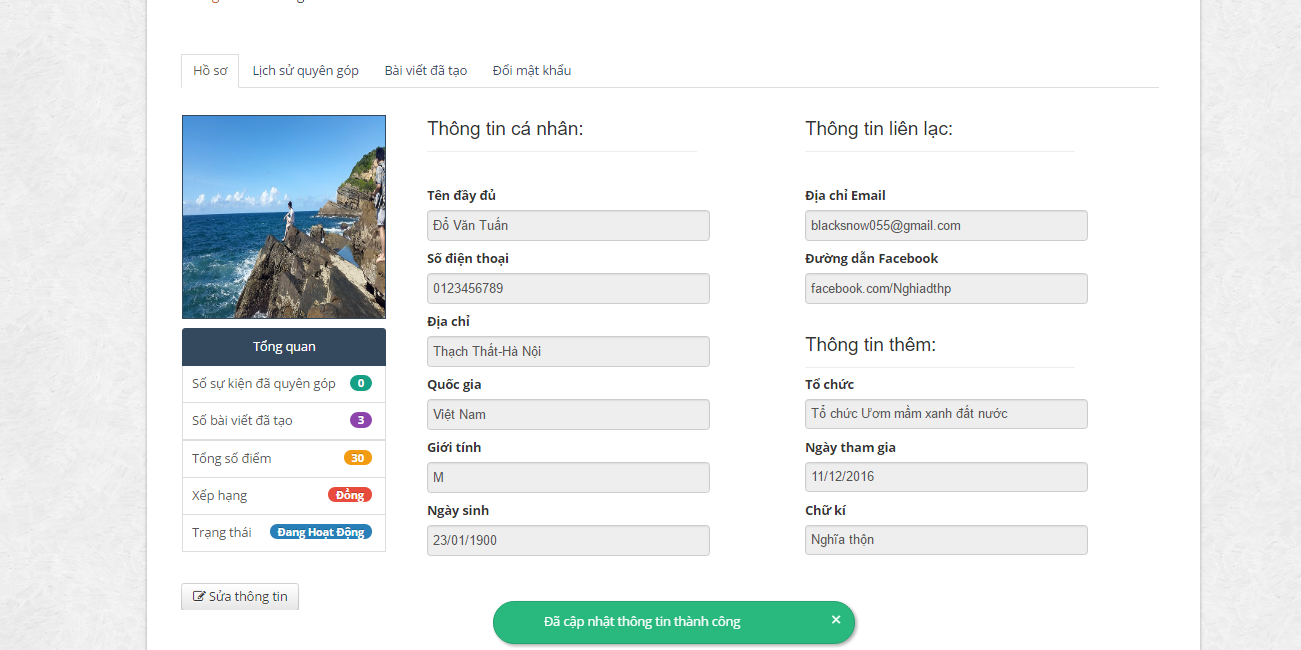 Hồ sơ
Lịch sử quyên góp
Bài viết đã tạo
Đổi mật khẩu
Tổng quan
Số sự kiện đã quyên góp 0
Số bài viết đã tạo 3
Tổng số điểm 30
Xếp hạng Đồng
Trạng thái Đang Hoạt Động
Sửa thông tin
Thông tin cá nhân:
Tên đầy đủ
Đổ Văn Tuấn
Số điện thoại
0123456789
Địa chỉ
Thạch Thất-Hà Nội
Quốc gia
Việt Nam
Giới tính
M
Ngày sinh
23/01/1900
Thông tin liên lạc:
Địa chỉ Email
blacksnow055@gmail.com
Đường dẫn Facebook
facebook.com/Nghiadthp
Thông tin thêm:
Tổ chức
Tổ chức Ươm mầm xanh đất nước
Ngày tham gia
11/12/2016
Chữ kí
Nghĩa thộn
Đã cập nhật thông tin thành công ×